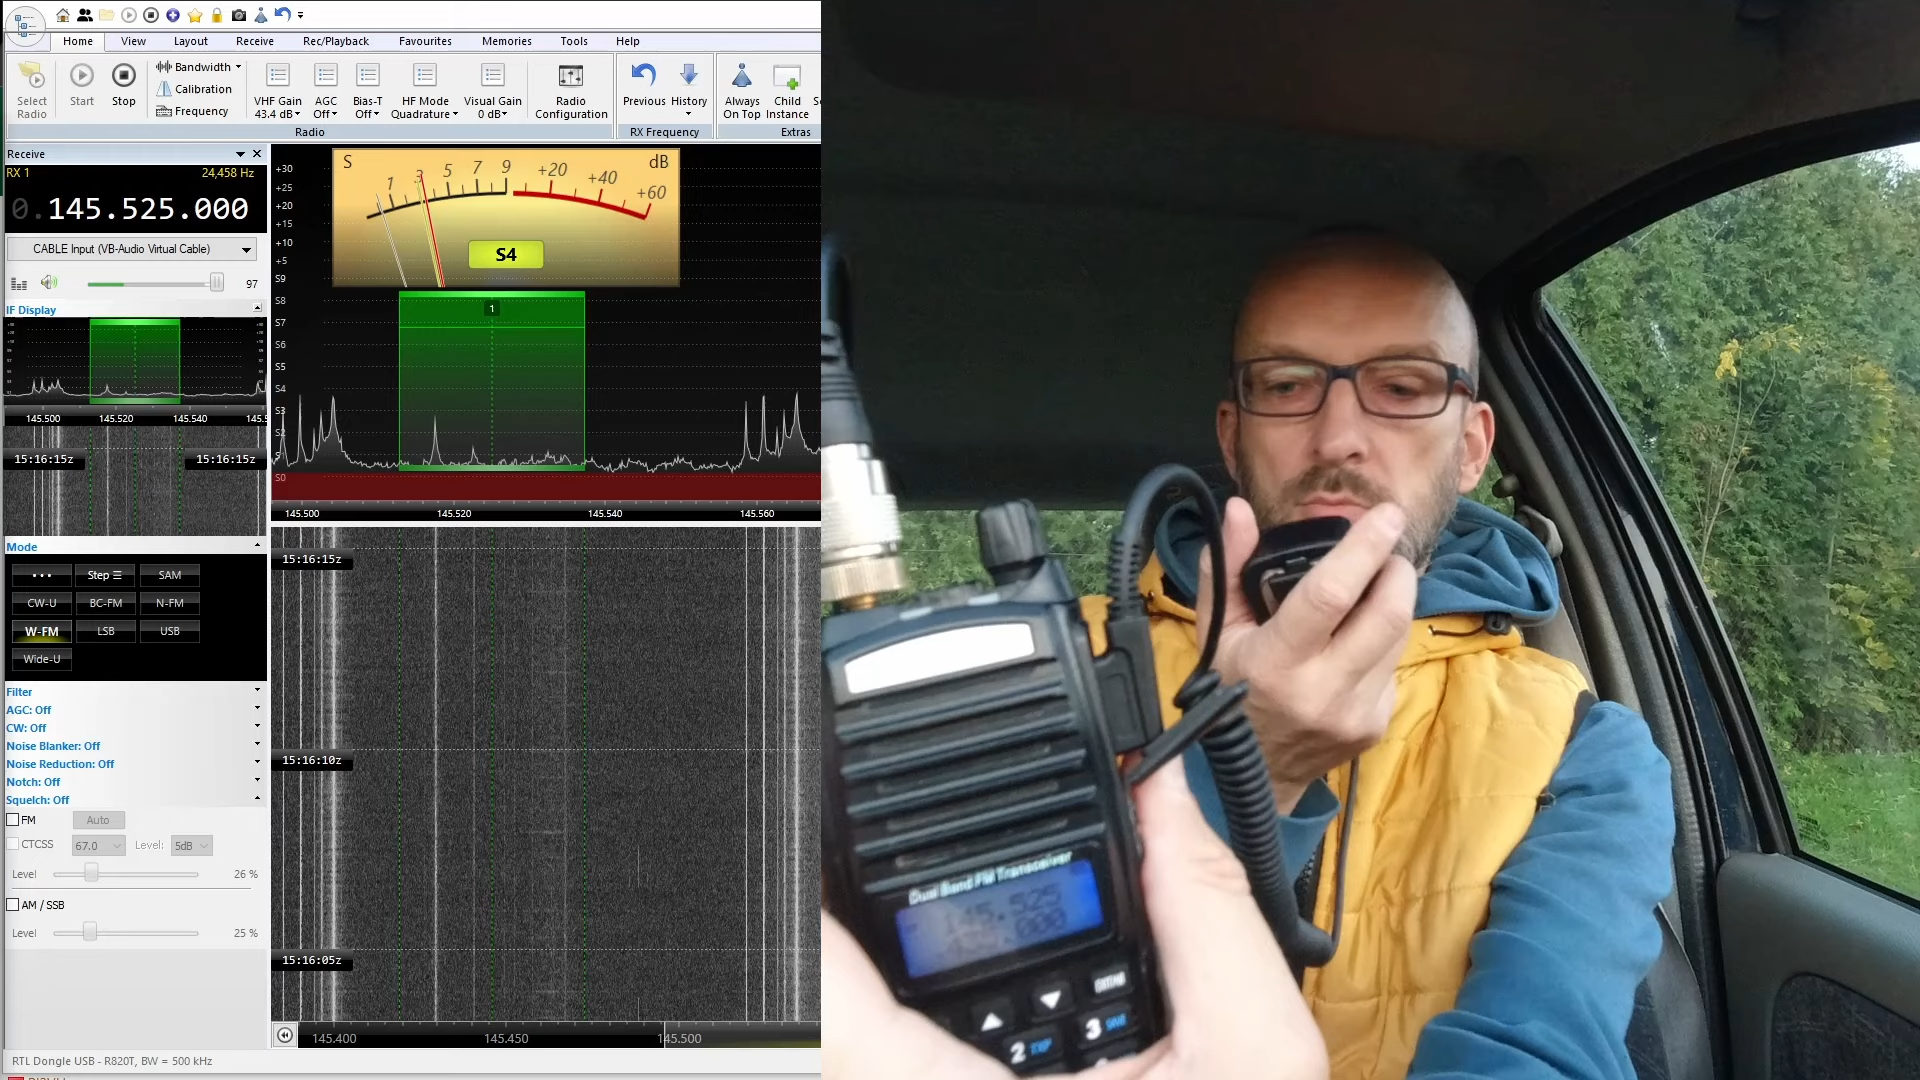 Home View Layout Receive Rec/Playback Favourites Memories Tools Help
Select Radio
Start
Stop
Bandwidth
Calibration
Frequency
VHF Gain 43.4 dB
AGC Off
Bias-T Off
HF Mode Quadrature
Visual Gain 0 dB
Radio Configuration
Previous
History
Always On Top
Child Instance
Radio
RX Frequency
Extras
Receive
RX 1 24,458 Hz
0.145.525.000
CABLE Input (VB-Audio Virtual Cable)
97
IF Display
145.500 145.520 145.540 145.5
15:16:15z 15:16:15z
Mode
... Step ☰ SAM
CW-U BC-FM N-FM
W-FM LSB USB
Wide-U
Filter
AGC: Off
CW: Off
Noise Blanker: Off
Noise Reduction: Off
Notch: Off
Squelch: Off
FM Auto
CTCSS 67.0 Level: 5dB
Level 26 %
AM / SSB
Level 25 %
RTL Dongle USB - R820T, BW = 500 kHz
S dB
1 3 5 7 9 +20 +40 +60
S4
+30
+25
+20
+15
+10
+5
S9
S8
S7
S6
S5
S4
S3
S2
S0
1
145.500 145.520 145.540 145.560
15:16:15z
15:16:10z
15:16:05z
145.400 145.450 145.500
Dual Band FM Transceiver
145.525
2
3